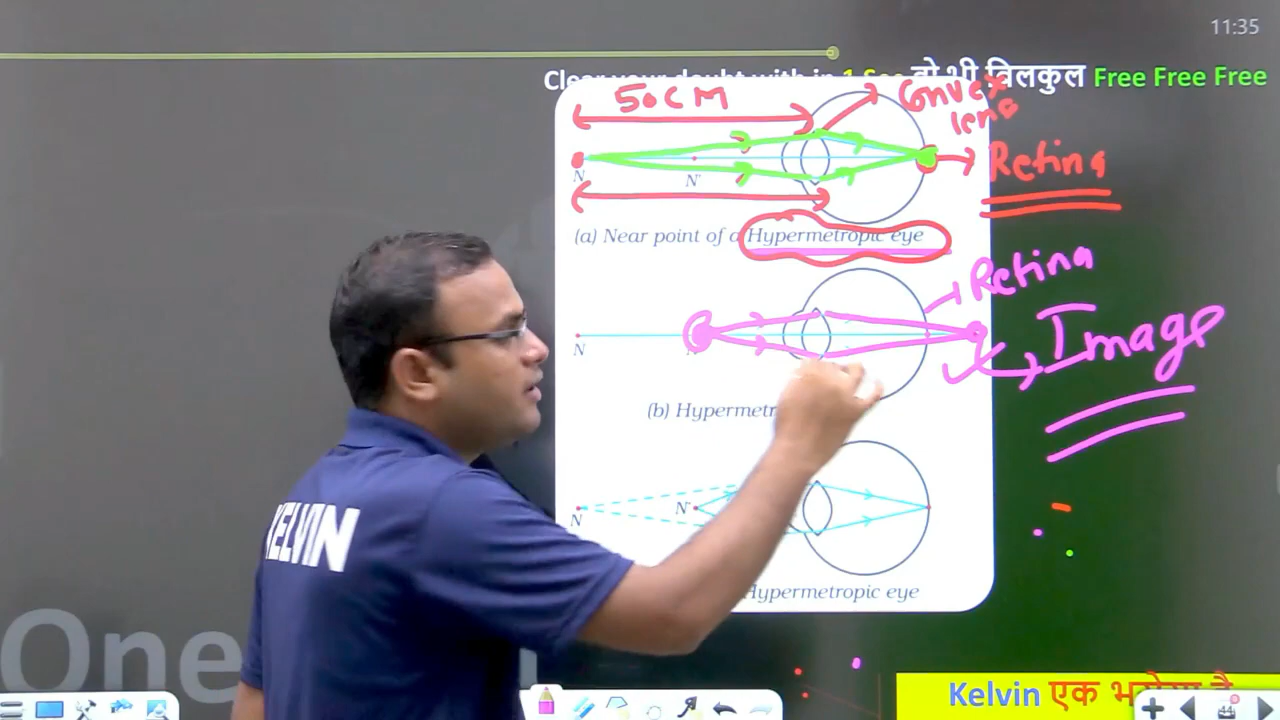 11:35
Clear your doubt with in 1 Sec वो भी बिलकुल Free Free Free
50CM
Convex
lens
N
N'
Retina
(a) Near point of a Hypermetropic eye
Retina
N
Image
(b) Hypermetr
N
N'
Hypermetropic eye
KELVIN
One
Kelvin एक
44